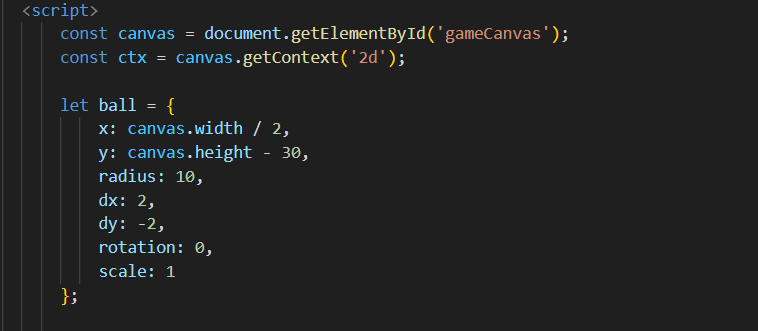 <script>
const canvas = document.getElementById('gameCanvas');
const ctx = canvas.getContext('2d');
let ball = {
x: canvas.width / 2,
y: canvas.height - 30,
radius: 10,
dx: 2,
dy: -2,
rotation: 0,
scale: 1
};